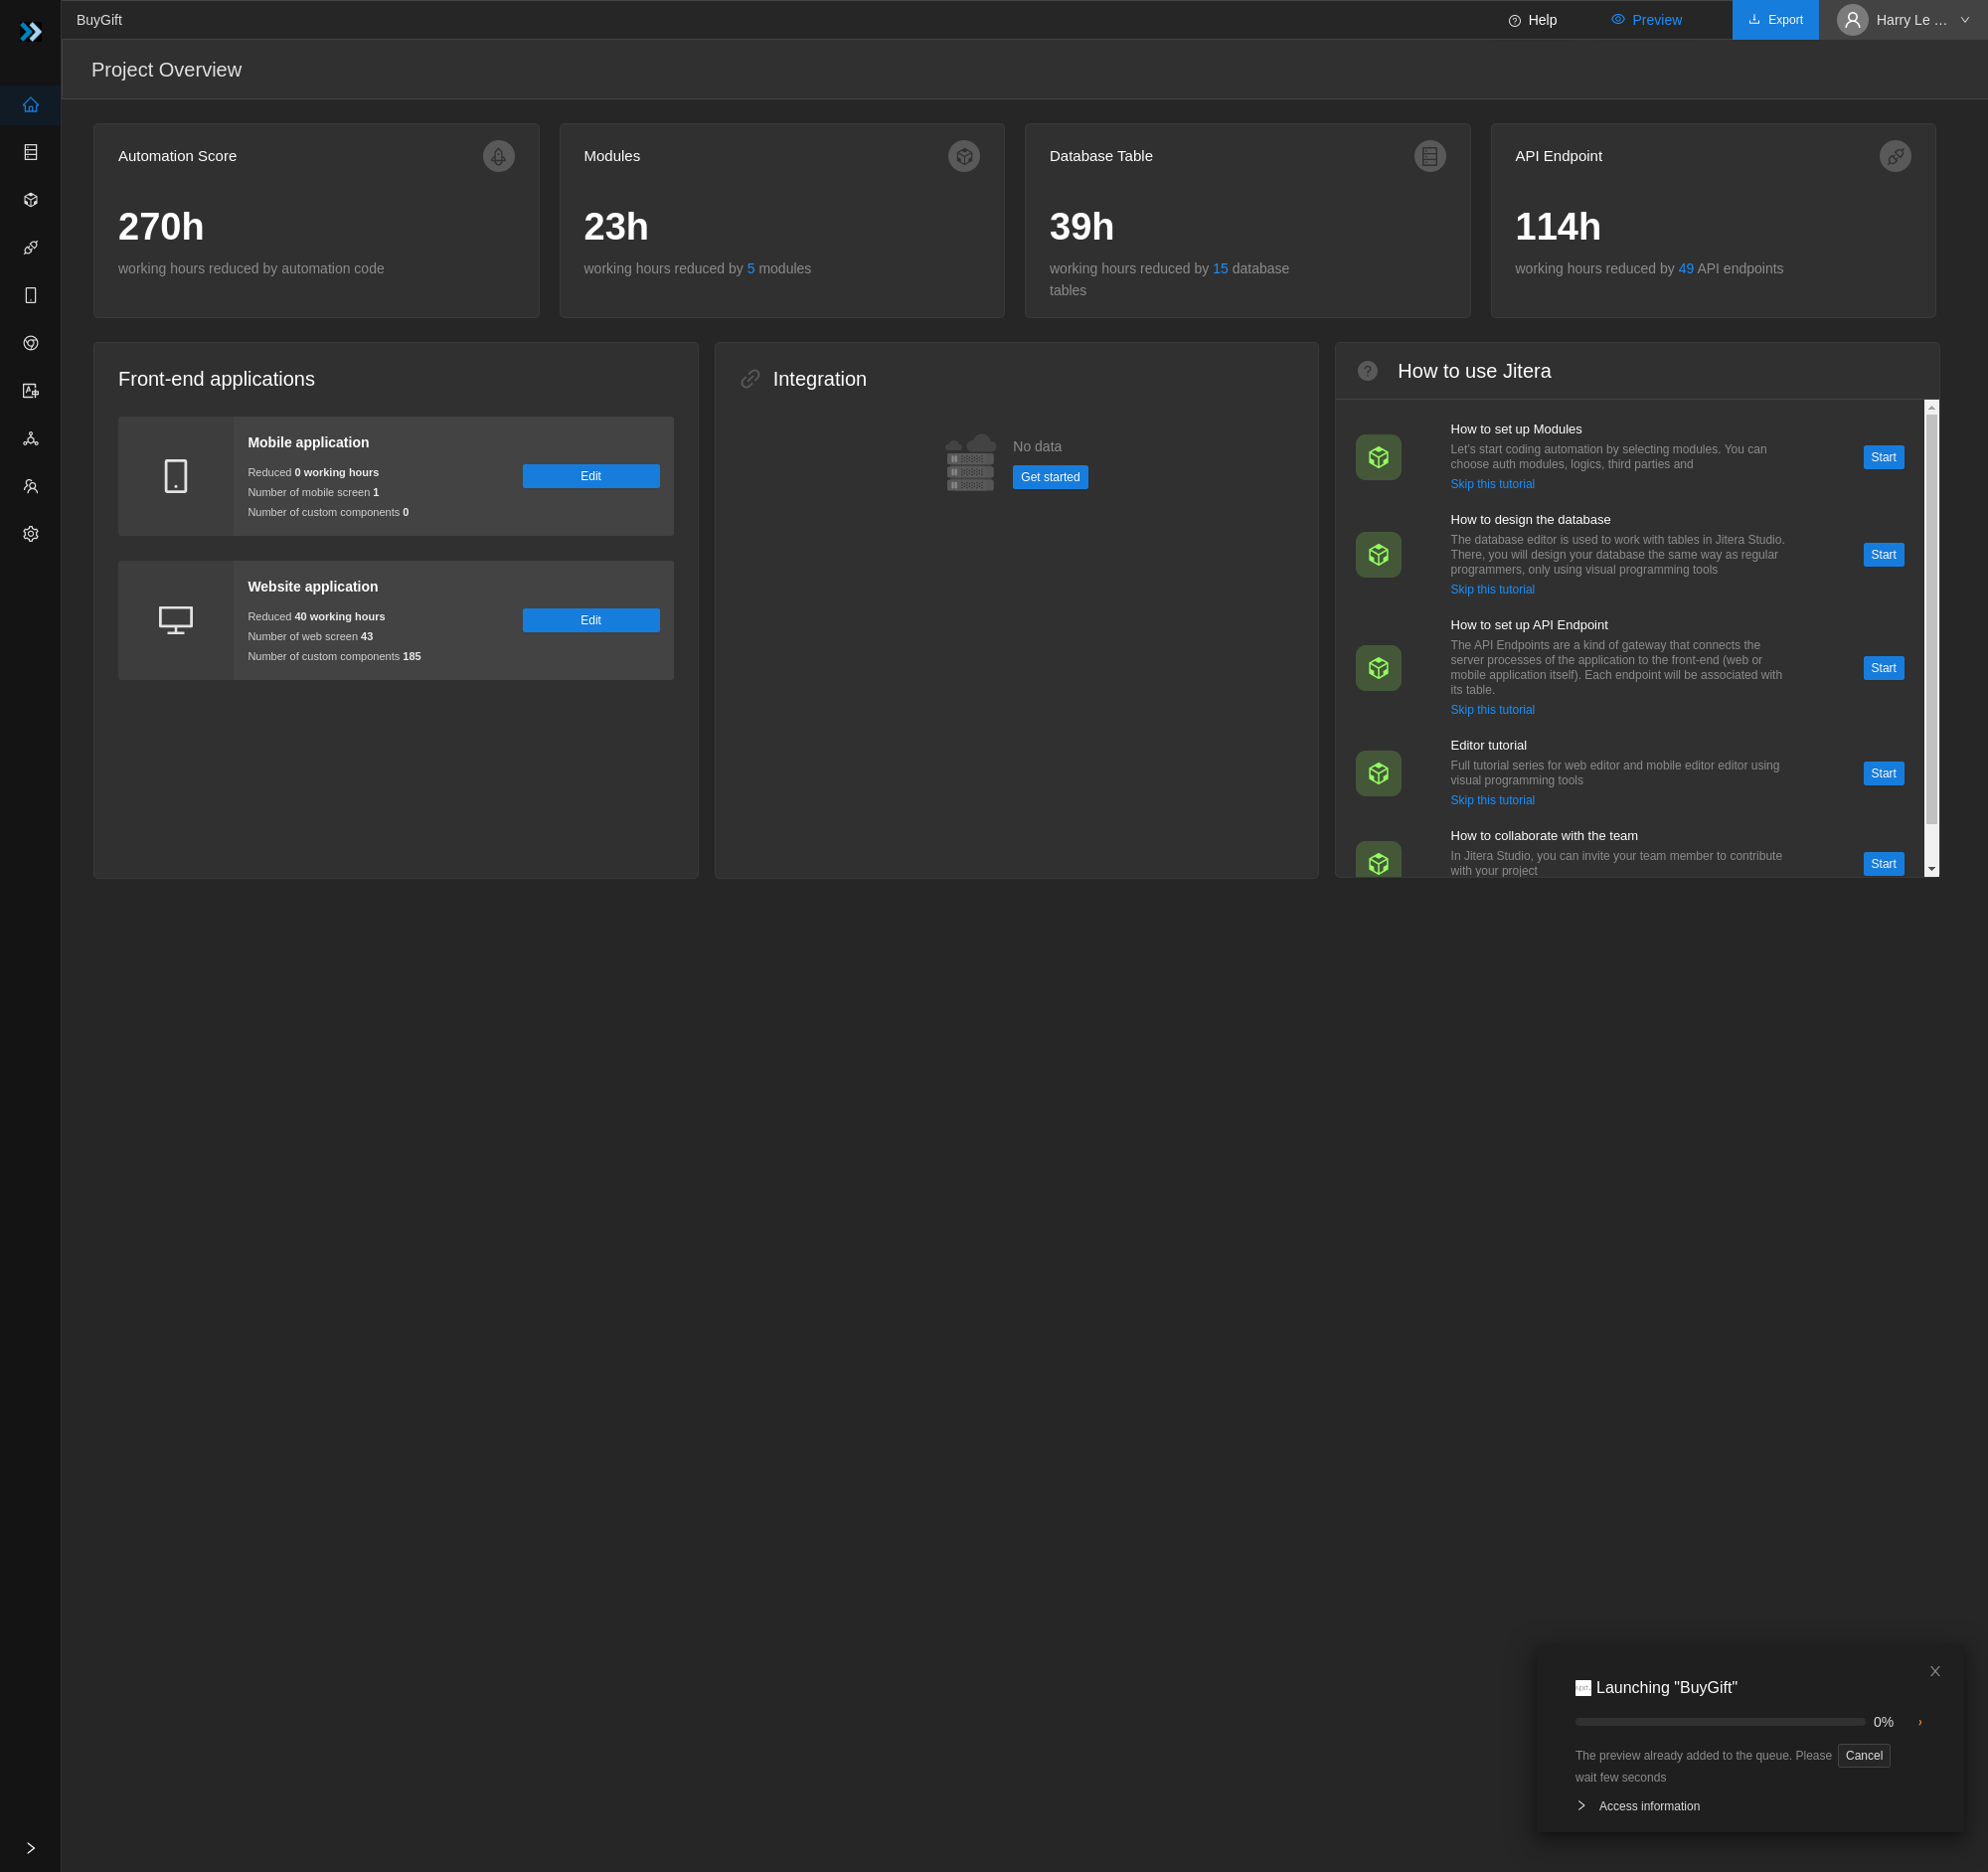 BuyGift
Help
Preview
Export
Harry Le ...
Project Overview
Automation Score
270h
working hours reduced by automation code
Modules
23h
working hours reduced by 5 modules
Database Table
39h
working hours reduced by 15 database
tables
API Endpoint
114h
working hours reduced by 49 API endpoints
Front-end applications
Mobile application
Reduced 0 working hours
Number of mobile screen 1
Number of custom components 0
Edit
Website application
Reduced 40 working hours
Number of web screen 43
Number of custom components 185
Edit
Integration
No data
Get started
How to use Jitera
How to set up Modules
Let's start coding automation by selecting modules. You can
choose auth modules, logics, third parties and
Skip this tutorial
Start
How to design the database
The database editor is used to work with tables in Jitera Studio.
There, you will design your database the same way as regular
programmers, only using visual programming tools
Skip this tutorial
Start
How to set up API Endpoint
The API Endpoints are a kind of gateway that connects the
server processes of the application to the front-end (web or
mobile application itself). Each endpoint will be associated with
its table.
Skip this tutorial
Start
Editor tutorial
Full tutorial series for web editor and mobile editor editor using
visual programming tools
Skip this tutorial
Start
How to collaborate with the team
In Jitera Studio, you can invite your team member to contribute
with your project
Start
Launching "BuyGift"
0%
The preview already added to the queue. Please
wait few seconds
Cancel
Access information